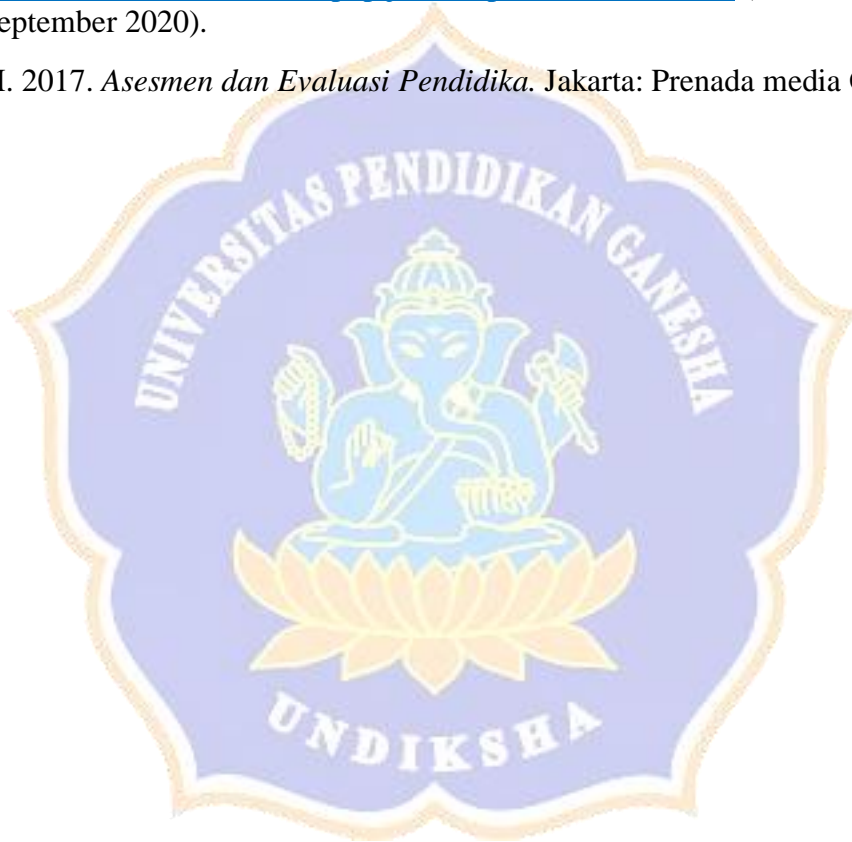 eptember 2020).
I. 2017. Asesmen dan Evaluasi Pendidika. Jakarta: Prenada media
UNIVERSITAS PENDIDIKAN GANESHA
UNDIKSHA